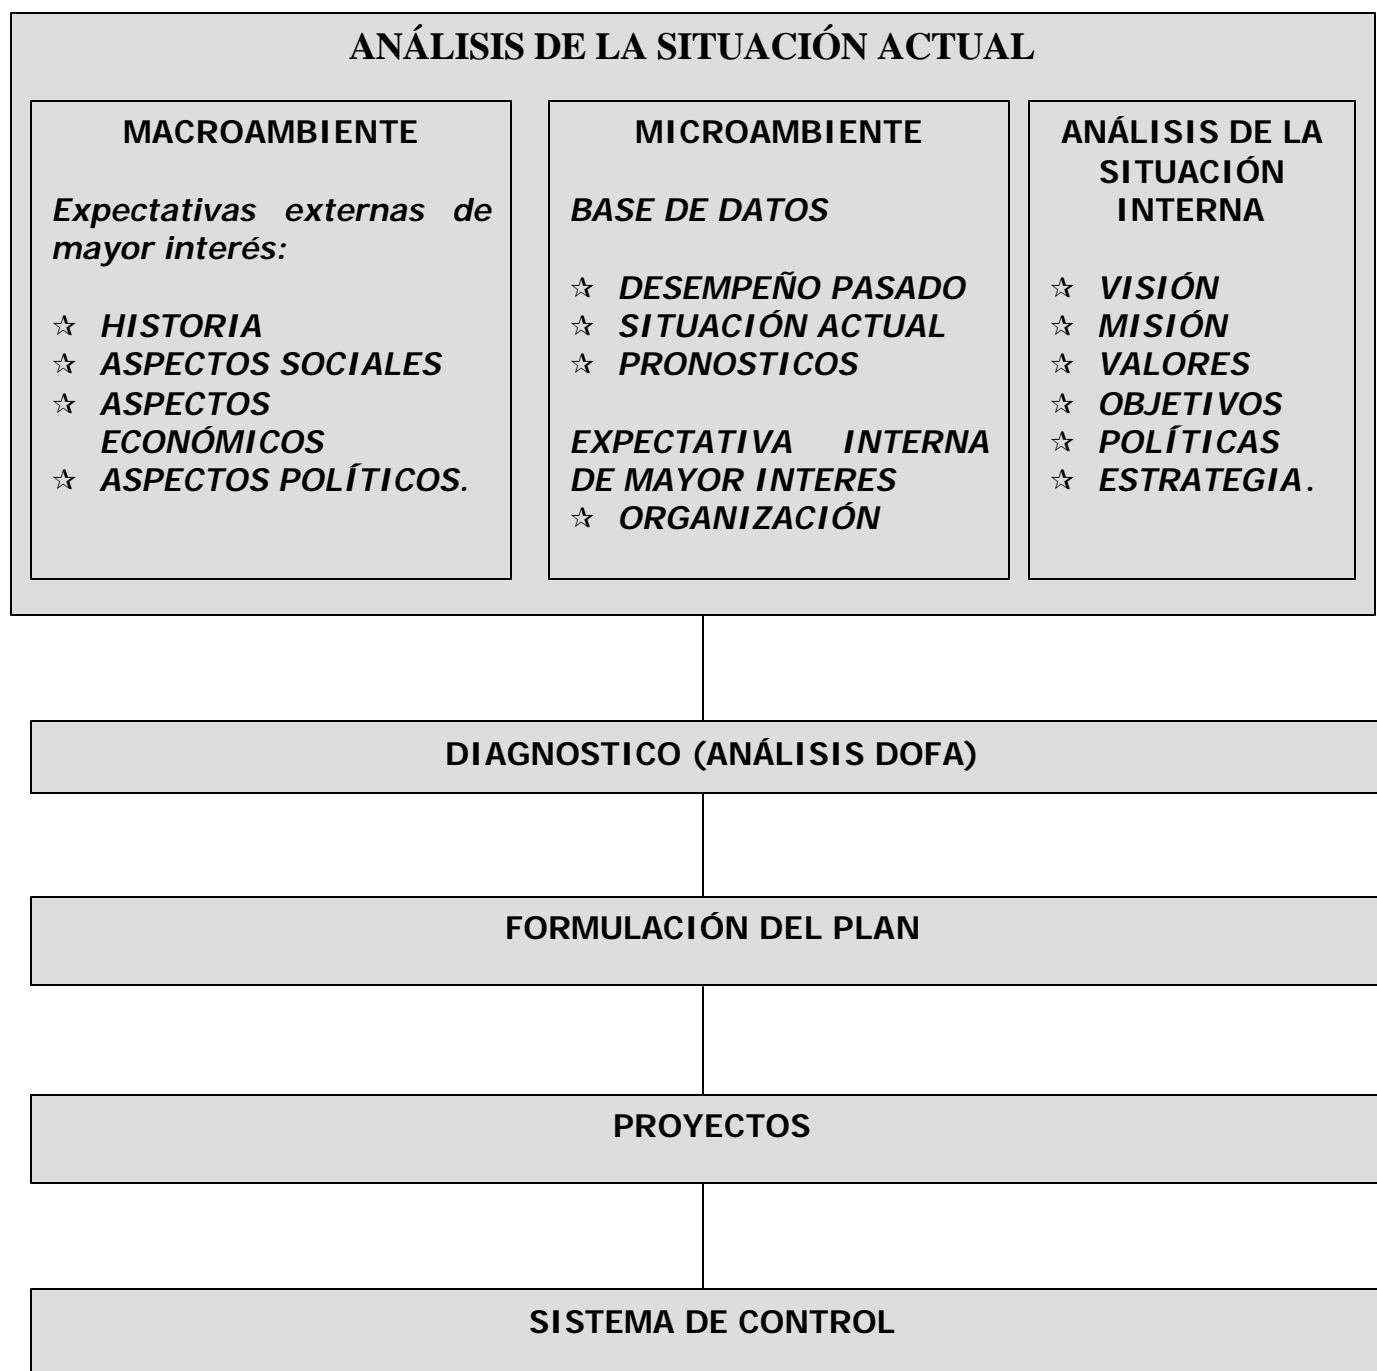 ANÁLISIS DE LA SITUACIÓN ACTUAL
MACROAMBIENTE
Expectativas externas de
mayor interés:
☆ HISTORIA
☆ ASPECTOS SOCIALES
☆ ASPECTOS
ECONÓMICOS
☆ ASPECTOS POLÍTICOS.
MICROAMBIENTE
BASE DE DATOS
☆ DESEMPEÑO PASADO
☆ SITUACIÓN ACTUAL
☆ PRONOSTICOS
EXPECTATIVA INTERNA
DE MAYOR INTERES
☆ ORGANIZACIÓN
ANÁLISIS DE LA
SITUACIÓN
INTERNA
☆ VISIÓN
☆ MISIÓN
☆ VALORES
☆ OBJETIVOS
☆ POLÍTICAS
☆ ESTRATEGIA.
DIAGNOSTICO (ANÁLISIS DOFA)
FORMULACIÓN DEL PLAN
PROYECTOS
SISTEMA DE CONTROL